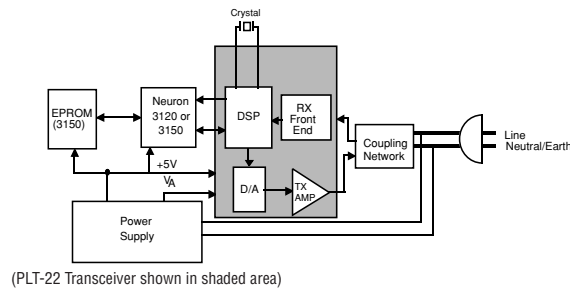 Crystal
EPROM
(3150)
Neuron
3120 or
3150
DSP
RX
Front
End
Coupling
Network
Line
Neutral/Earth
+5V
VA
D/A
TX
AMP
Power
Supply
(PLT-22 Transceiver shown in shaded area)